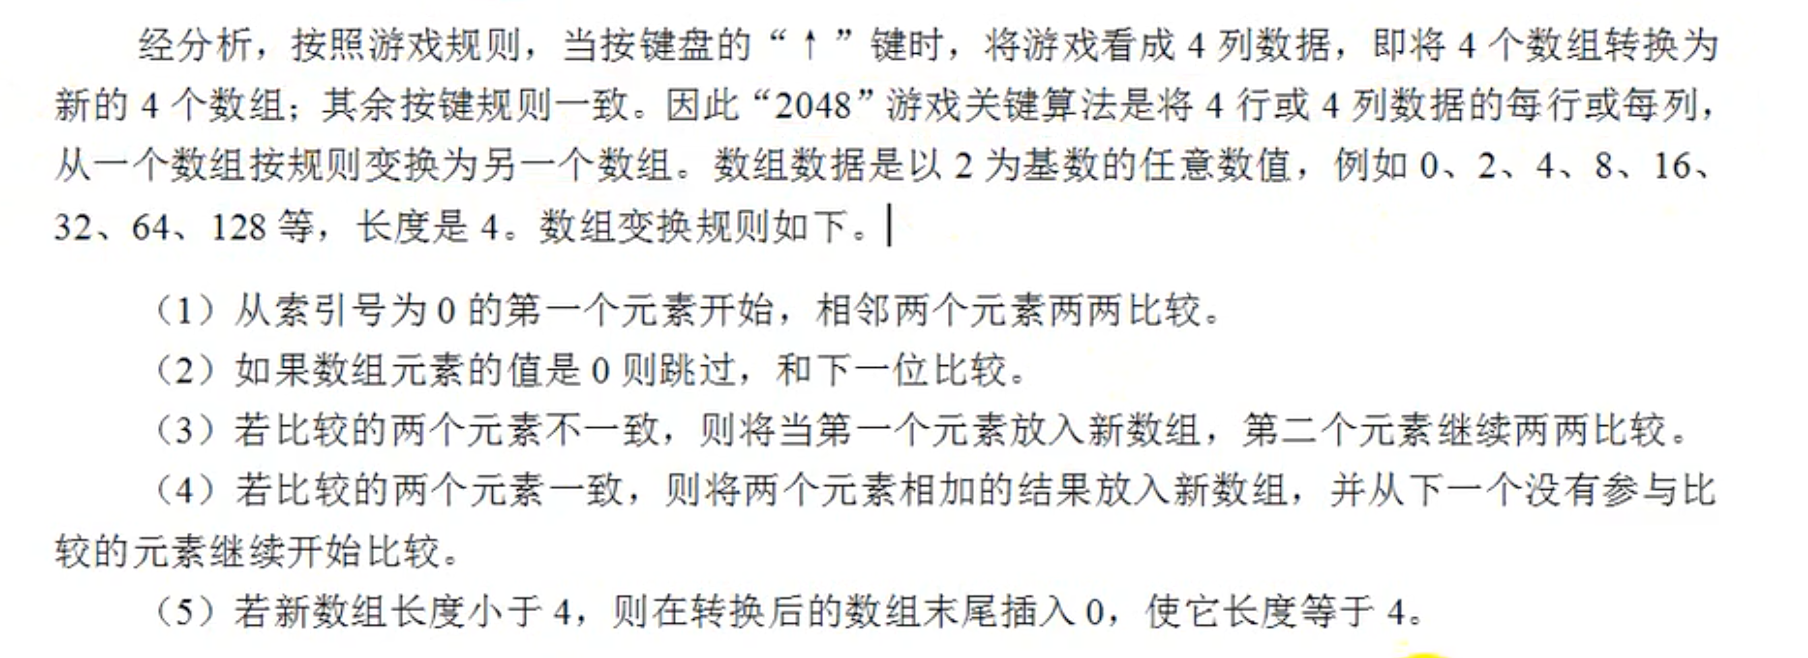 经分析，按照游戏规则，当按键盘的“↑”键时，将游戏看成 4 列数据，即将 4 个数组转换为
新的 4 个数组；其余按键规则一致。因此“2048”游戏关键算法是将 4 行或 4 列数据的每行或每列，
从一个数组按规则变换为另一个数组。数组数据是以 2 为基数的任意数值，例如 0、2、4、8、16、
32、64、128 等，长度是 4。数组变换规则如下。
（1）从索引号为 0 的第一个元素开始，相邻两个元素两两比较。
（2）如果数组元素的值是 0 则跳过，和下一位比较。
（3）若比较的两个元素不一致，则将当第一个元素放入新数组，第二个元素继续两两比较。
（4）若比较的两个元素一致，则将两个元素相加的结果放入新数组，并从下一个没有参与比
较的元素继续开始比较。
（5）若新数组长度小于 4，则在转换后的数组末尾插入 0，使它长度等于 4。